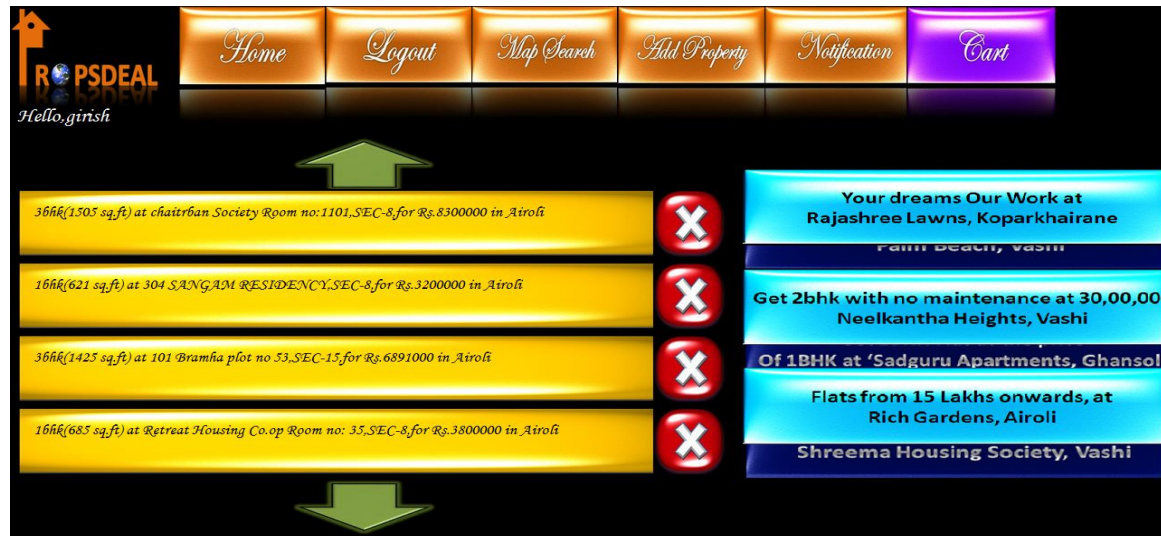 PROPSDEAL
Home
Logout
Map Search
Add Property
Notification
Cart
Hello,girish
3bhk(1505 sq.ft) at chaitrban Society Room no:1101,SEC-8,for Rs.8300000 in Airoli
1bhk(621 sq.ft) at 304 SANGAM RESIDENCY,SEC-8,for Rs.3200000 in Airoli
3bhk(1425 sq.ft) at 101 Bramha plot no 53,SEC-15,for Rs.6891000 in Airoli
1bhk(685 sq.ft) at Retreat Housing Co.op Room no: 35,SEC-8,for Rs.3800000 in Airoli
Your dreams Our Work at
Rajashree Lawns, Koparkhairane
Palm Beach, Vashi
Get 2bhk with no maintenance at 30,00,00
Neelkantha Heights, Vashi
Of 1BHK at ‘Sadguru Apartments, Ghansol
Flats from 15 Lakhs onwards, at
Rich Gardens, Airoli
Shreema Housing Society, Vashi